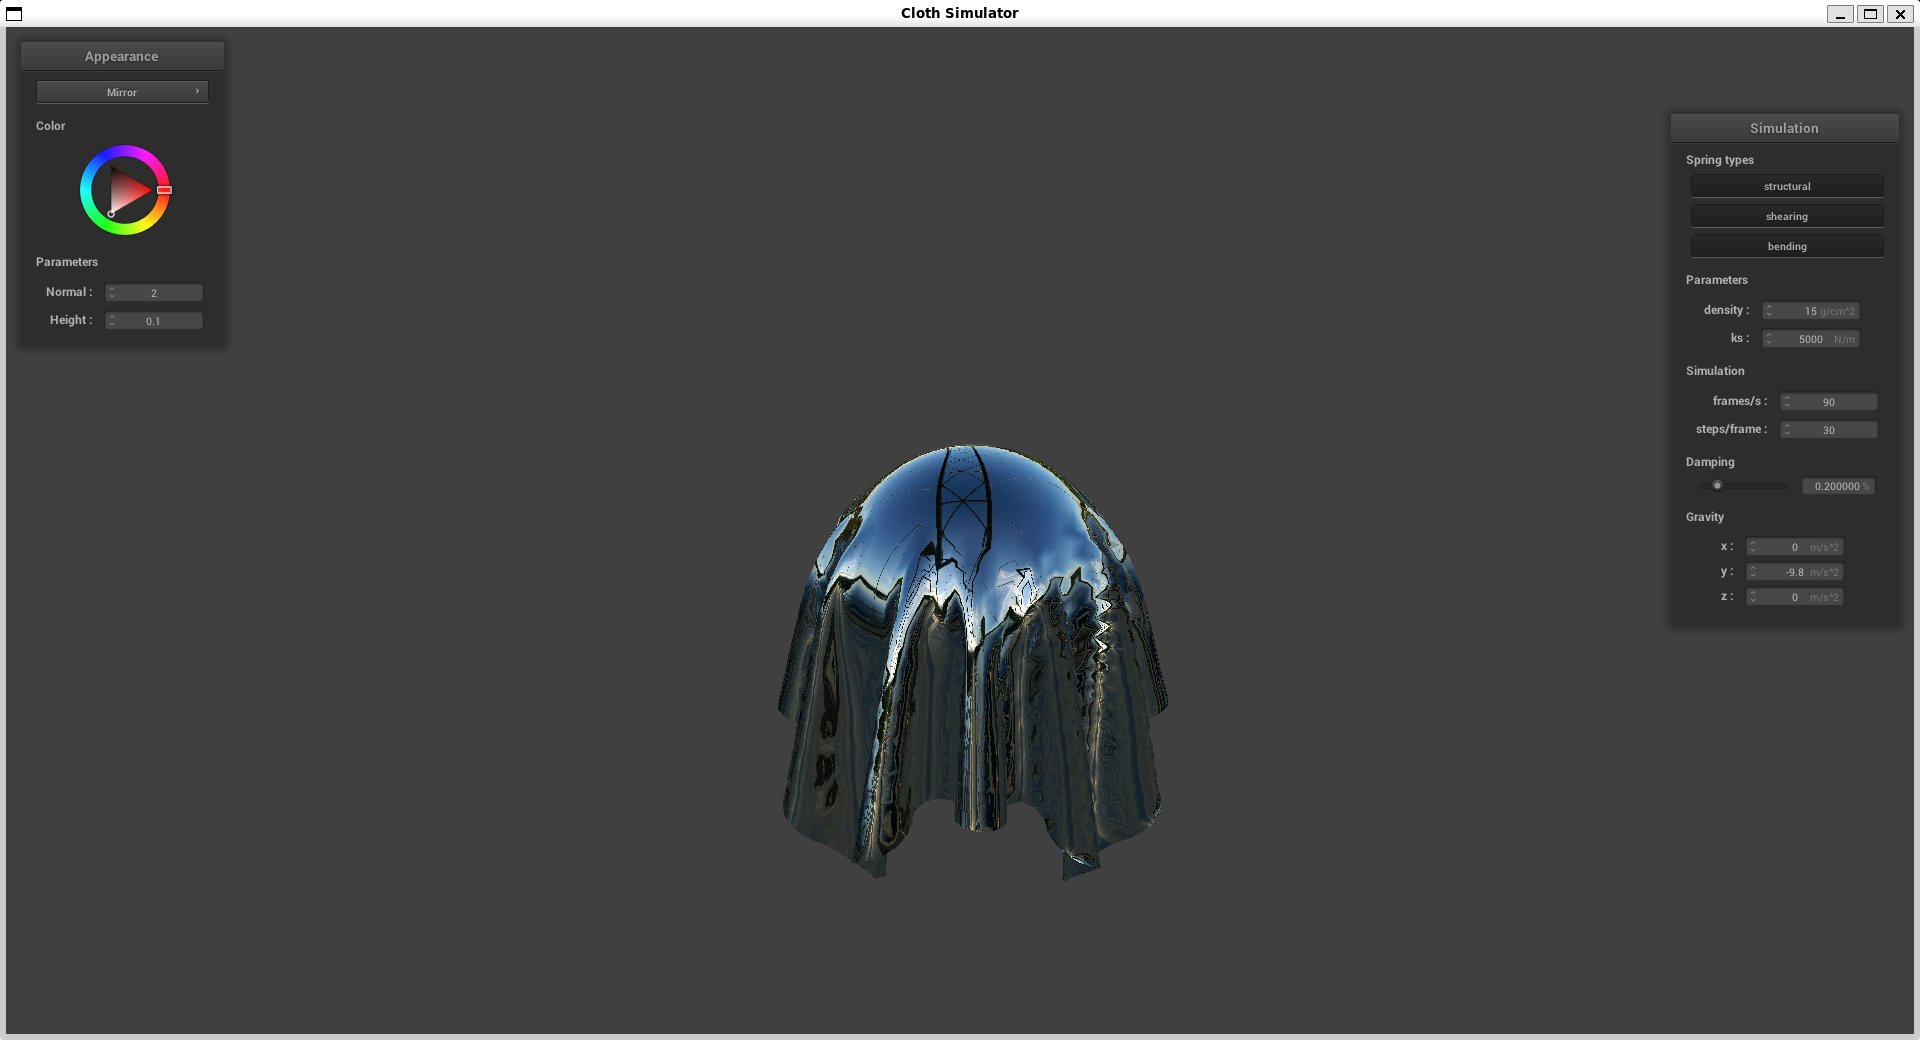 Cloth Simulator
Appearance
Mirror
Color
Parameters
Normal : 2
Height : 0.1
Simulation
Spring types
structural
shearing
bending
Parameters
density : 15 g/cm^2
ks : 5000 N/m
Simulation
frames/s : 90
steps/frame : 30
Damping
0.200000 %
Gravity
x : 0 m/s^2
y : -9.8 m/s^2
z : 0 m/s^2